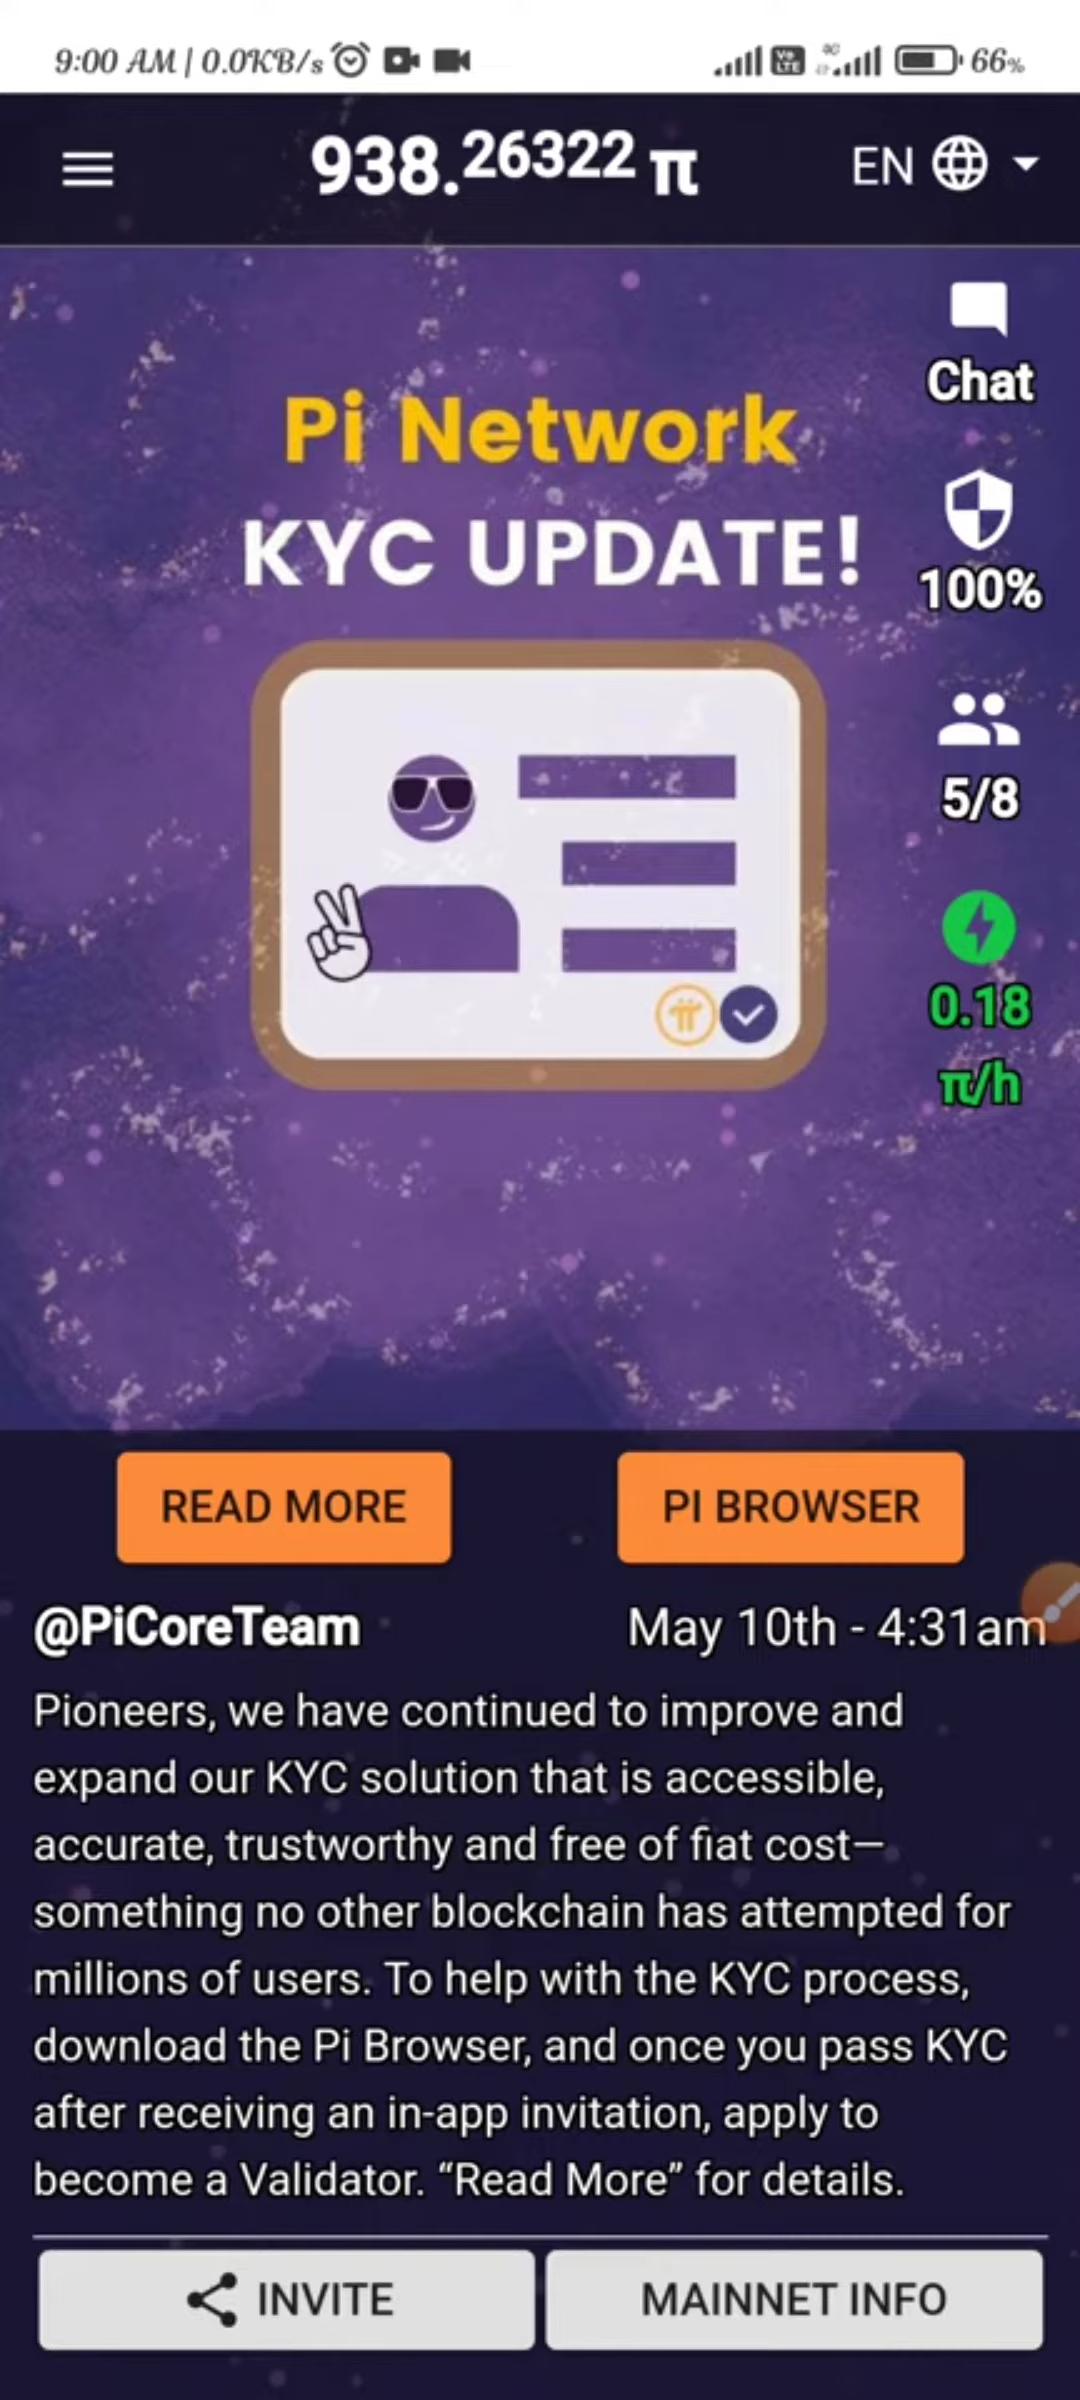 9:00 AM | 0.0KB/s 66%
938.26322 π EN
Chat
Pi Network
KYC UPDATE!
100%
5/8
0.18
π/h
READ MORE PI BROWSER
@PiCoreTeam May 10th - 4:31am
Pioneers, we have continued to improve and
expand our KYC solution that is accessible,
accurate, trustworthy and free of fiat cost—
something no other blockchain has attempted for
millions of users. To help with the KYC process,
download the Pi Browser, and once you pass KYC
after receiving an in-app invitation, apply to
become a Validator. “Read More” for details.
INVITE MAINNET INFO